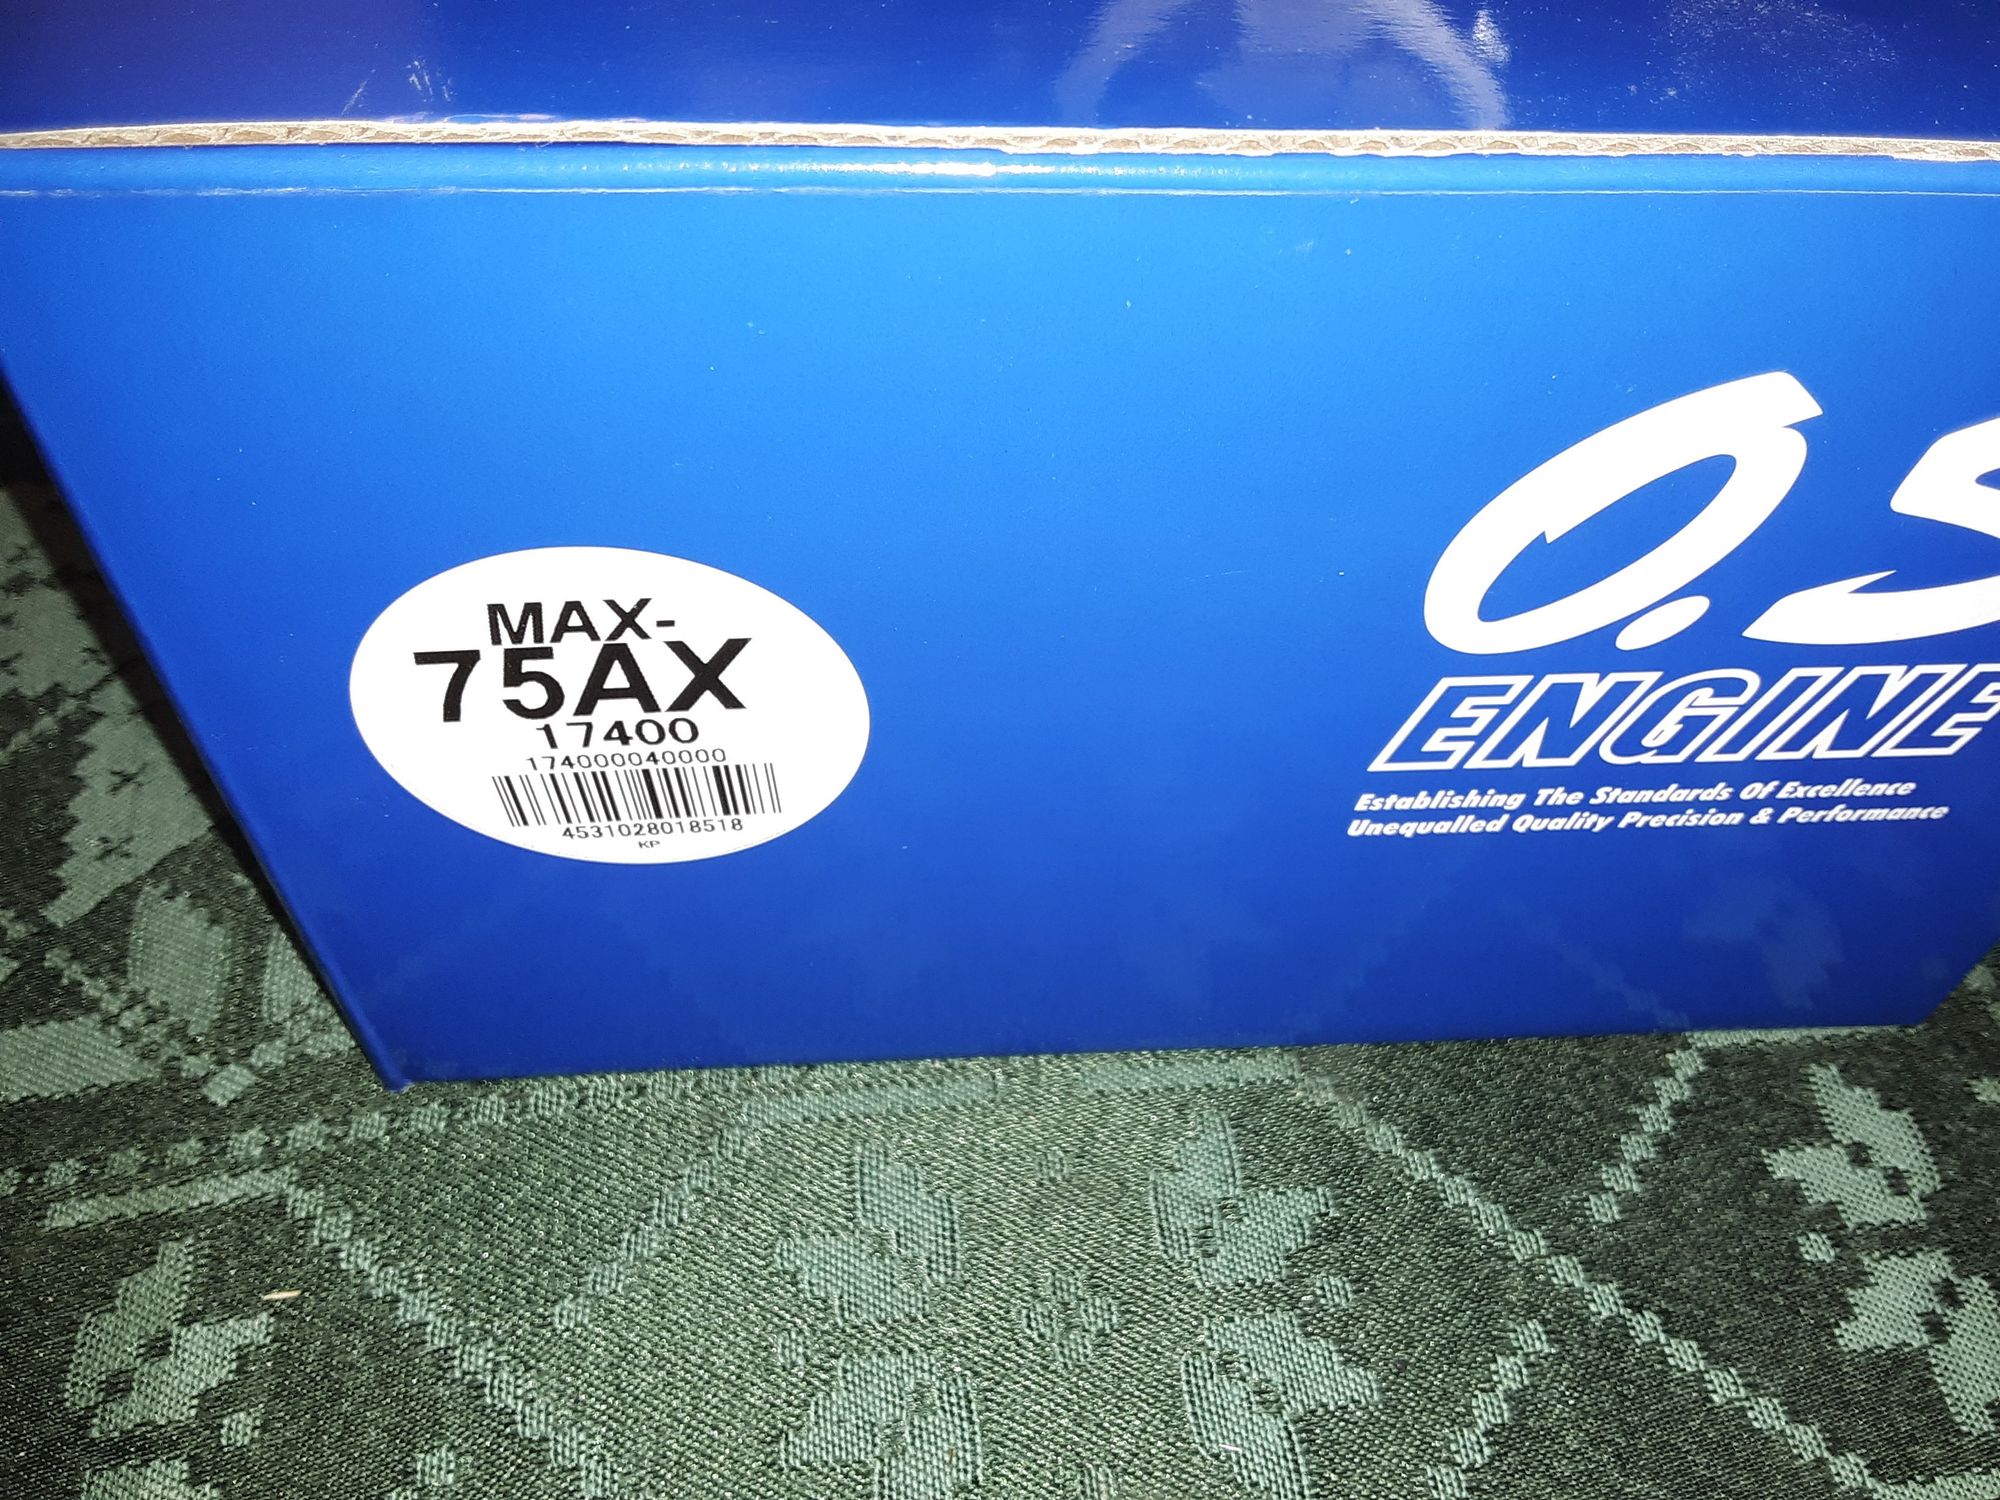 MAX-
75AX
17400
174000040000
4531028018518
KP
O.S
ENGINE
Establishing The Standards Of Excellence
Unequalled Quality Precision & Performance